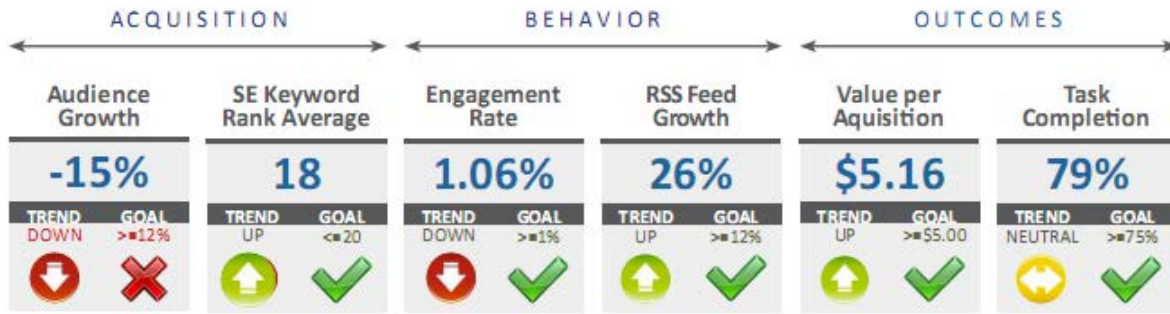 ACQUISITION BEHAVIOR OUTCOMES
Audience Growth
SE Keyword Rank Average
Engagement Rate
RSS Feed Growth
Value per Aquisition
Task Completion
-15% 18 1.06% 26% $5.16 79%
TREND GOAL TREND GOAL TREND GOAL TREND GOAL TREND GOAL TREND GOAL
DOWN >=12% UP <=20 DOWN >=1% UP >=12% UP >=$5.00 NEUTRAL >=75%